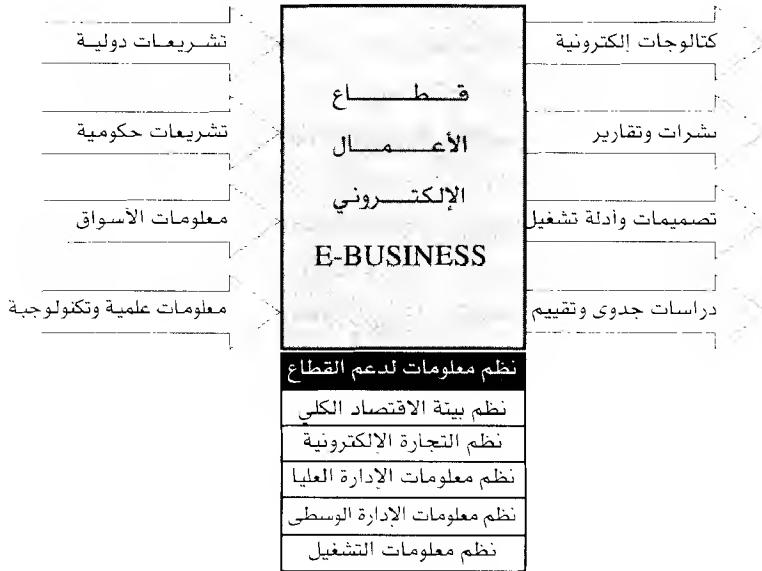 كتالوجات إلكترونية
تشريعات دولية
قطاع
نشرات وتقارير
تشريعات حكومية
الأعمال
الإلكتروني
تصميمات وأدلة تشغيل
معلومات الأسواق
E-BUSINESS
دراسات جدوى وتقييم
معلومات علمية وتكنولوجية
نظم معلومات لدعم القطاع
نظم بيئة الاقتصاد الكلي
نظم التجارة الإلكترونية
نظم معلومات الإدارة العليا
نظم معلومات الإدارة الوسطى
نظم معلومات التشغيل